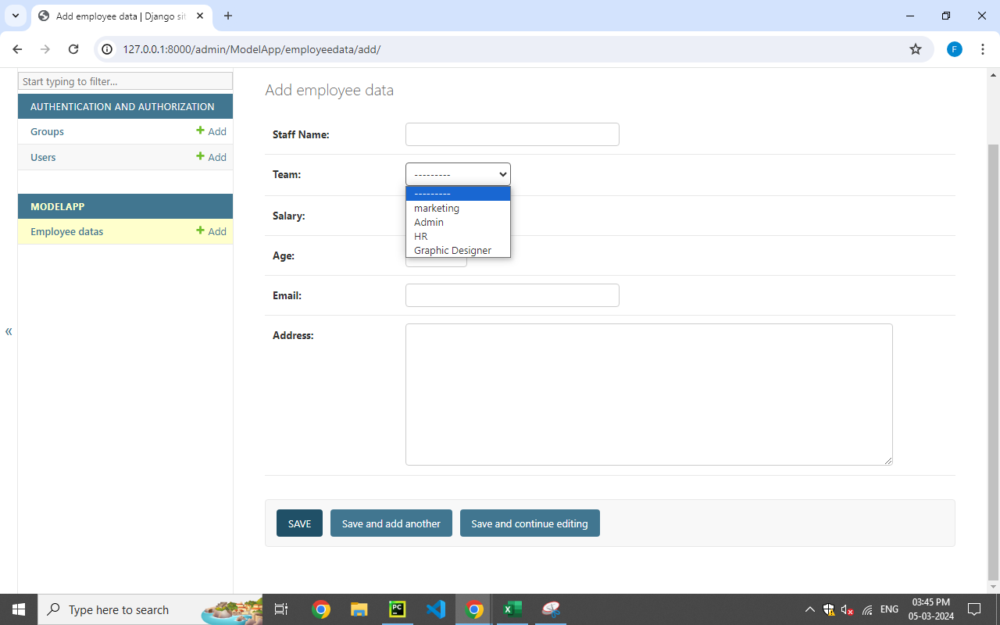 Add employee data | Django sit
127.0.0.1:8000/admin/ModelApp/employeedata/add/
F
Start typing to filter...
AUTHENTICATION AND AUTHORIZATION
Groups + Add
Users + Add
MODELAPP
Employee datas + Add
«
Add employee data
Staff Name:
Team: ---------
---------
marketing
Admin
HR
Graphic Designer
Salary:
Age:
Email:
Address:
SAVE Save and add another Save and continue editing
Type here to search
PC
ENG
03:45 PM
05-03-2024